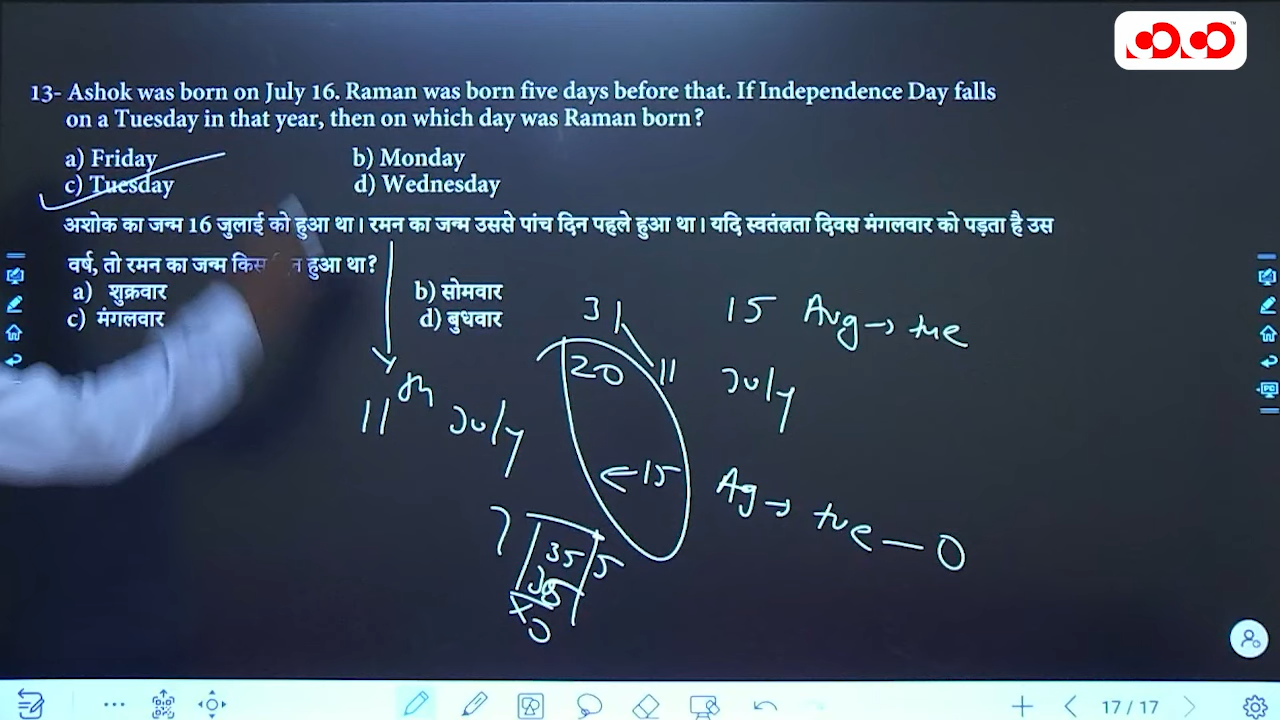 13- Ashok was born on July 16. Raman was born five days before that. If Independence Day falls
on a Tuesday in that year, then on which day was Raman born?
a) Friday b) Monday
c) Tuesday d) Wednesday
अशोक का जन्म 16 जुलाई को हुआ था। रमन का जन्म उससे पांच दिन पहले हुआ था। यदि स्वतंत्रता दिवस मंगलवार को पड़ता है उस
वर्ष, तो रमन का जन्म किस हुआ था?
a) शुक्रवार b) सोमवार
c) मंगलवार d) बुधवार
31 15 Aug → tue
20 11 July
11th July
← 15 Ag → tue — 0
7 35 5
0
17 / 17